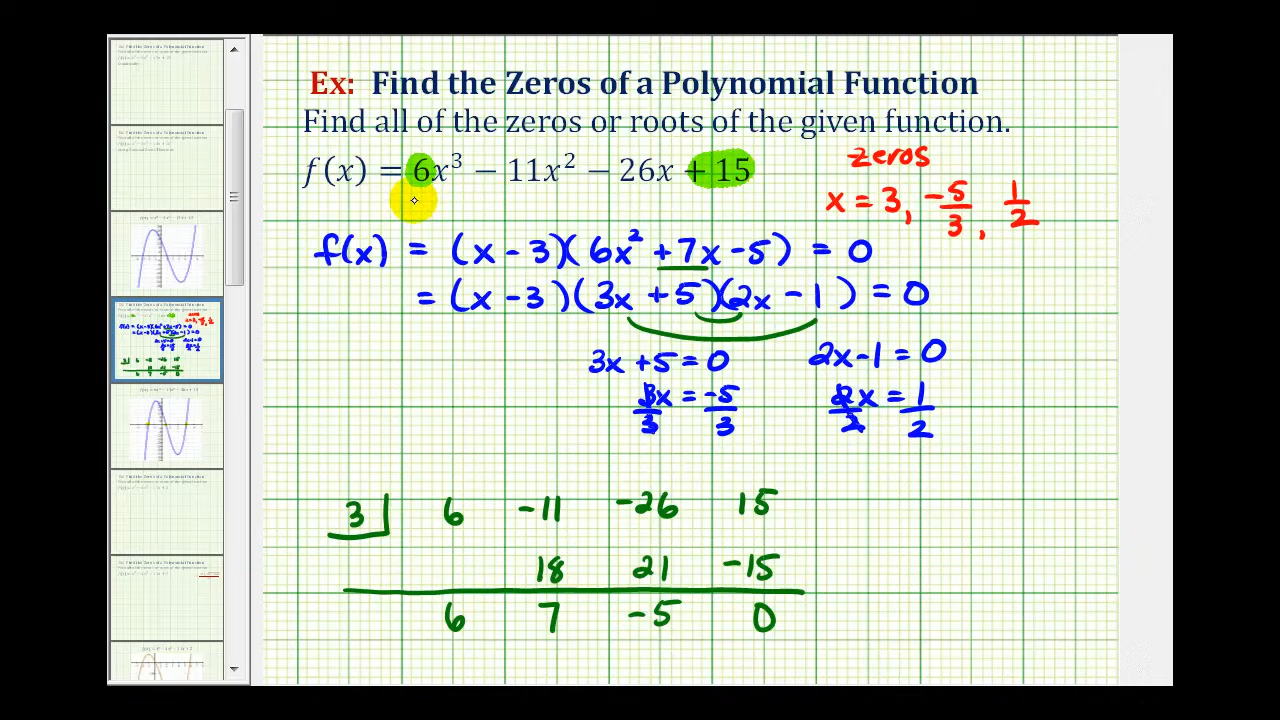 Ex: Find the Zeros of a Polynomial Function
Find all of the zeros or roots of the given function.
f(x) = 6x³ − 11x² − 26x + 15
zeros
x = 3, -5/3, 1/2
f(x) = (x - 3)(6x² + 7x - 5) = 0
= (x - 3)(3x + 5)(2x - 1) = 0
3x + 5 = 0 2x - 1 = 0
3x/3 = -5/3 2x/2 = 1/2
3 6 -11 -26 15
18 21 -15
6 7 -5 0